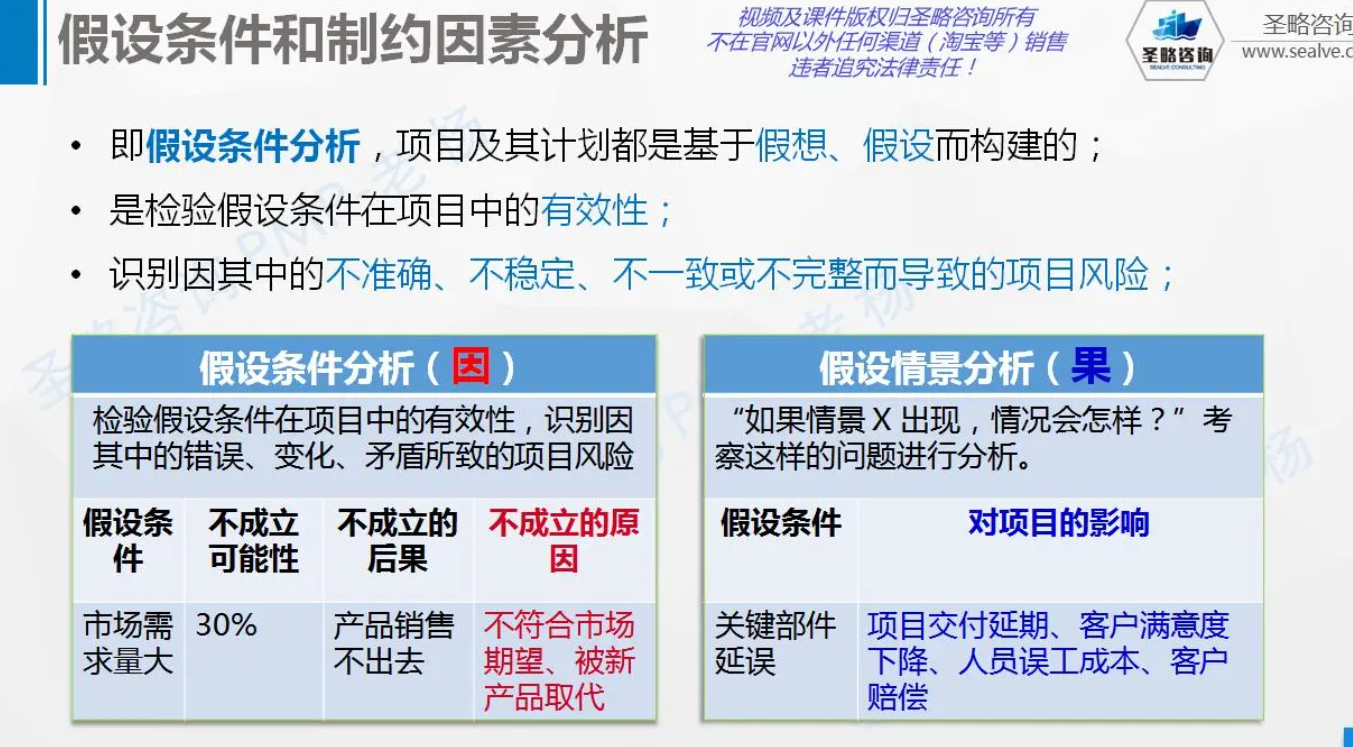 假设条件和制约因素分析
视频及课件版权归圣略咨询所有
不在官网以外任何渠道（淘宝等）销售
违者追究法律责任！
圣略咨询
SEALVE CONSULTING
圣略咨询
www.sealve.c
• 即假设条件分析，项目及其计划都是基于假想、假设而构建的；
• 是检验假设条件在项目中的有效性；
• 识别因其中的不准确、不稳定、不一致或不完整而导致的项目风险；
假设条件分析（因）
检验假设条件在项目中的有效性，识别因
其中的错误、变化、矛盾所致的项目风险
假设条
件
不成立
可能性
不成立的
后果
不成立的原
因
市场需
求量大
30%
产品销售
不出去
不符合市场
期望、被新
产品取代
假设情景分析（果）
“如果情景 X 出现，情况会怎样？”考
察这样的问题进行分析。
假设条件
对项目的影响
关键部件
延误
项目交付延期、客户满意度
下降、人员误工成本、客户
赔偿
圣略咨询PMP-老杨
老杨
杨